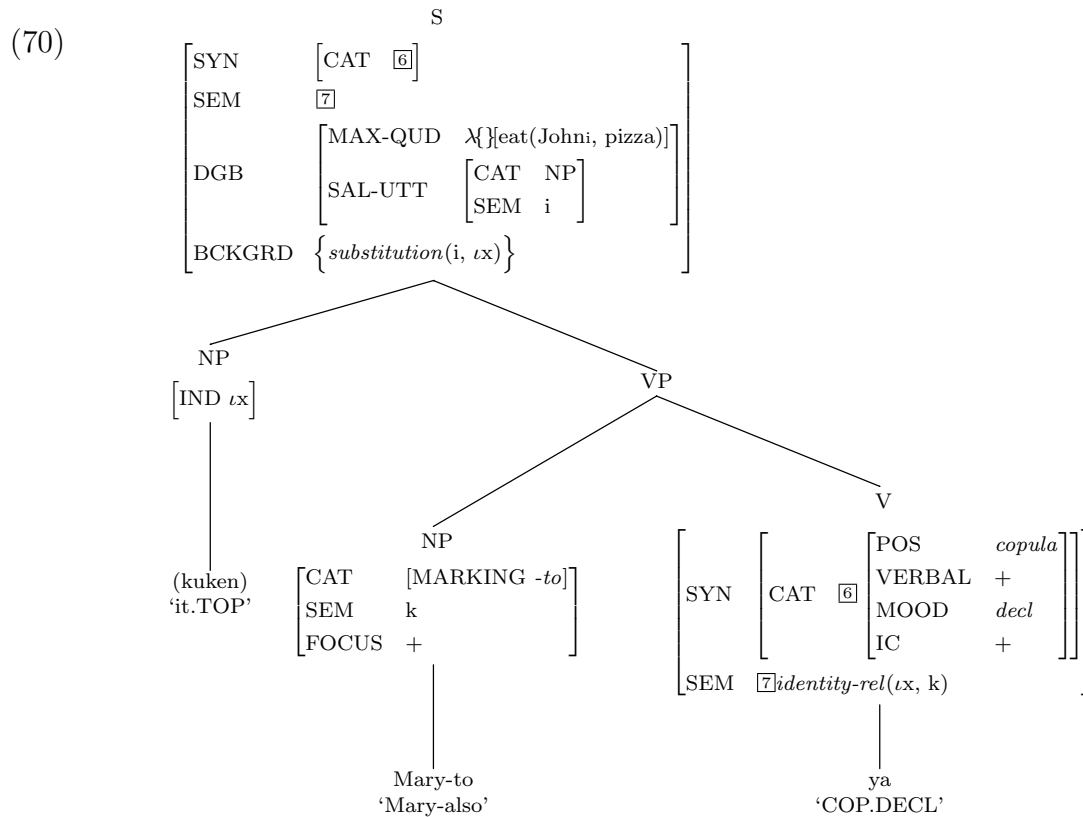 (70)
S
SYN [CAT 6]
SEM 7
MAX-QUD λ{}[eat(Johni, pizza)]
DGB
SAL-UTT
CAT NP
SEM i
BCKGRD {substitution(i, ιx)}
NP
[IND ιx]
VP
(kuken)
‘it.TOP’
NP
CAT [MARKING -to]
SEM k
FOCUS +
Mary-to
‘Mary-also’
V
SYN CAT 6
POS copula
VERBAL +
MOOD decl
IC +
SEM 7 identity-rel(ιx, k)
ya
‘COP.DECL’